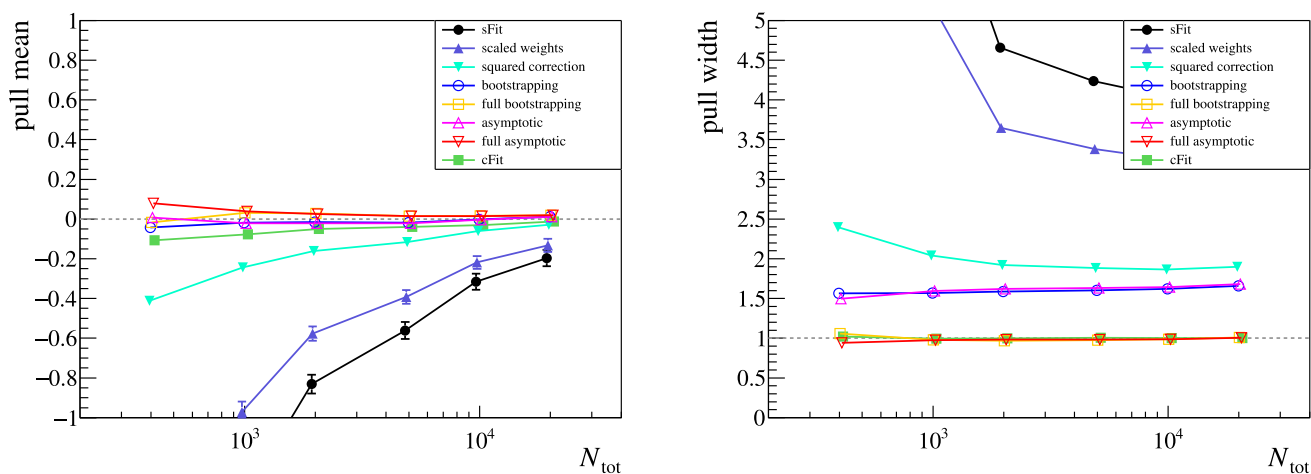 pull mean
1
0.8
0.6
0.4
0.2
0
−0.2
−0.4
−0.6
−0.8
−1
10³
10⁴
N_tot
sFit
scaled weights
squared correction
bootstrapping
full bootstrapping
asymptotic
full asymptotic
cFit
pull width
5
4.5
4
3.5
3
2.5
2
1.5
1
0.5
0
10³
10⁴
N_tot
sFit
scaled weights
squared correction
bootstrapping
full bootstrapping
asymptotic
full asymptotic
cFit